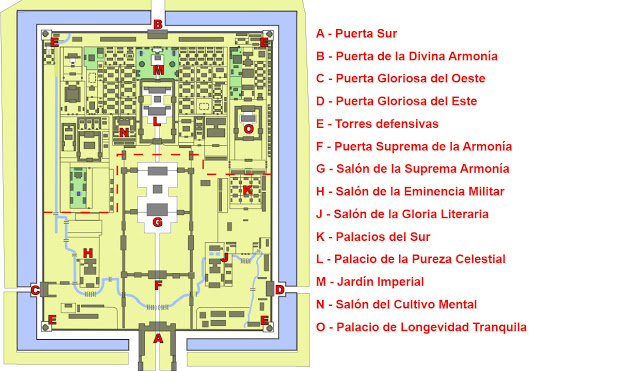 B
E
E
M
L
N
O
K
G
H
J
F
C
D
E
E
A
A - Puerta Sur
B - Puerta de la Divina Armonía
C - Puerta Gloriosa del Oeste
D - Puerta Gloriosa del Este
E - Torres defensivas
F - Puerta Suprema de la Armonía
G - Salón de la Suprema Armonía
H - Salón de la Eminencia Militar
J - Salón de la Gloria Literaria
K - Palacios del Sur
L - Palacio de la Pureza Celestial
M - Jardín Imperial
N - Salón del Cultivo Mental
O - Palacio de Longevidad Tranquila